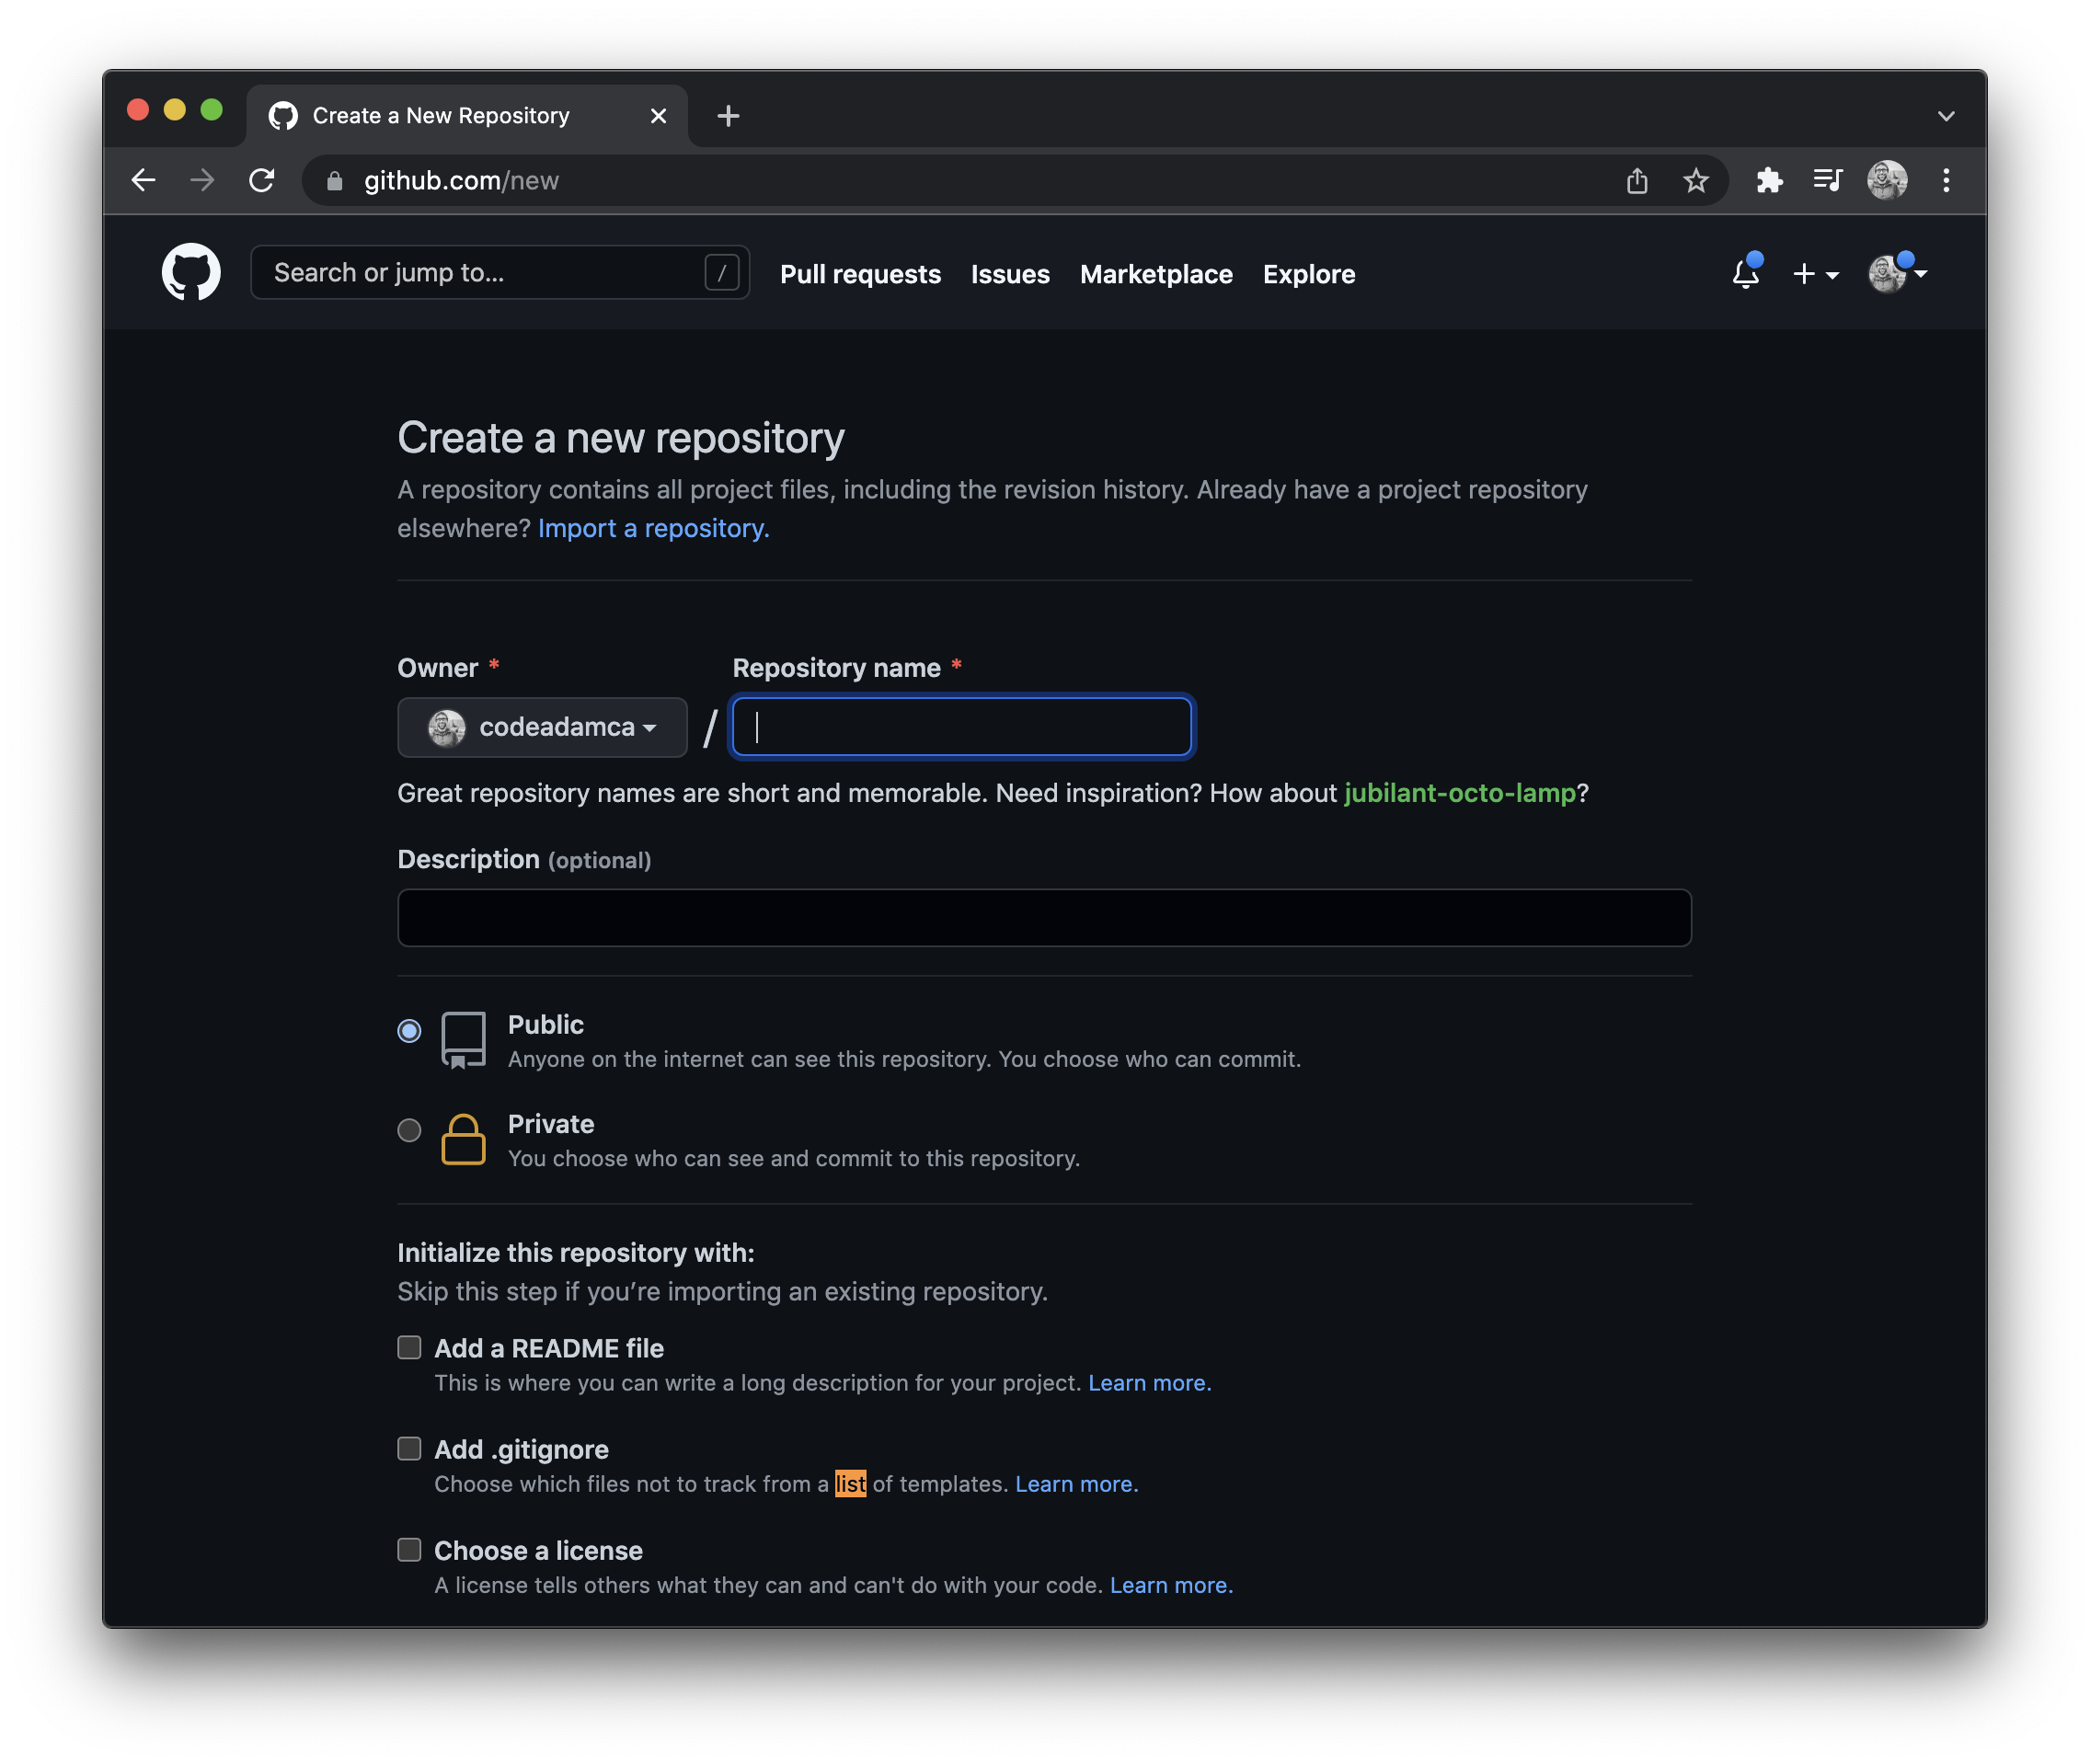 Create a New Repository
github.com/new
Search or jump to... /
Pull requests Issues Marketplace Explore
Create a new repository
A repository contains all project files, including the revision history. Already have a project repository
elsewhere? Import a repository.
Owner * Repository name *
codeadamca /
Great repository names are short and memorable. Need inspiration? How about jubilant-octo-lamp?
Description (optional)
Public
Anyone on the internet can see this repository. You choose who can commit.
Private
You choose who can see and commit to this repository.
Initialize this repository with:
Skip this step if you’re importing an existing repository.
Add a README file
This is where you can write a long description for your project. Learn more.
Add .gitignore
Choose which files not to track from a list of templates. Learn more.
Choose a license
A license tells others what they can and can't do with your code. Learn more.